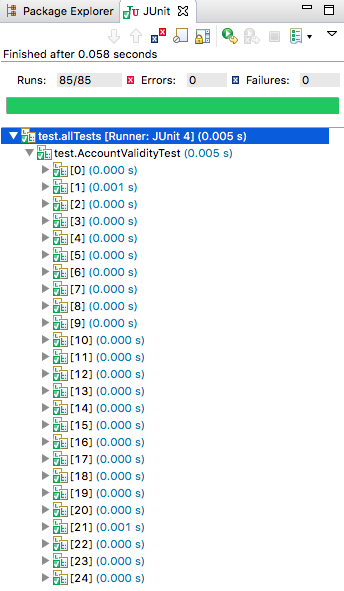 Package Explorer JUnit
Finished after 0.058 seconds
Runs: 85/85 Errors: 0 Failures: 0
test.allTests [Runner: JUnit 4] (0.005 s)
test.AccountValidityTest (0.005 s)
[0] (0.000 s)
[1] (0.001 s)
[2] (0.000 s)
[3] (0.000 s)
[4] (0.000 s)
[5] (0.000 s)
[6] (0.000 s)
[7] (0.000 s)
[8] (0.000 s)
[9] (0.000 s)
[10] (0.000 s)
[11] (0.000 s)
[12] (0.000 s)
[13] (0.000 s)
[14] (0.000 s)
[15] (0.000 s)
[16] (0.000 s)
[17] (0.000 s)
[18] (0.000 s)
[19] (0.000 s)
[20] (0.000 s)
[21] (0.001 s)
[22] (0.000 s)
[23] (0.000 s)
[24] (0.000 s)